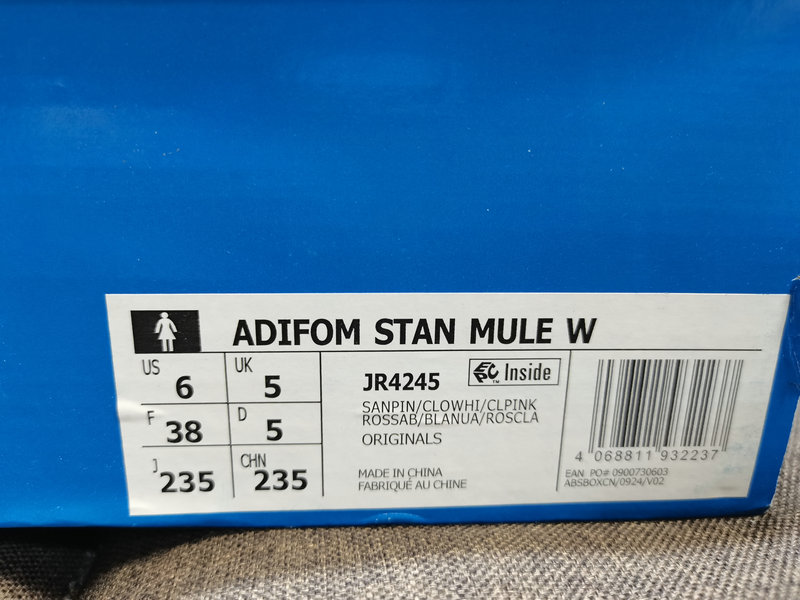 ADIFOM STAN MULE W
US 6 UK 5
F 38 D 5
J 235 CHN 235
JR4245 EPC™ Inside
SANPIN/CLOWHI/CLPINK
ROSSAB/BLANUA/ROSCLA
ORIGINALS
MADE IN CHINA
FABRIQUÉ AU CHINE
4 068811 932237
EAN PO# 0900730603
ABSBOXCN/0924/V02